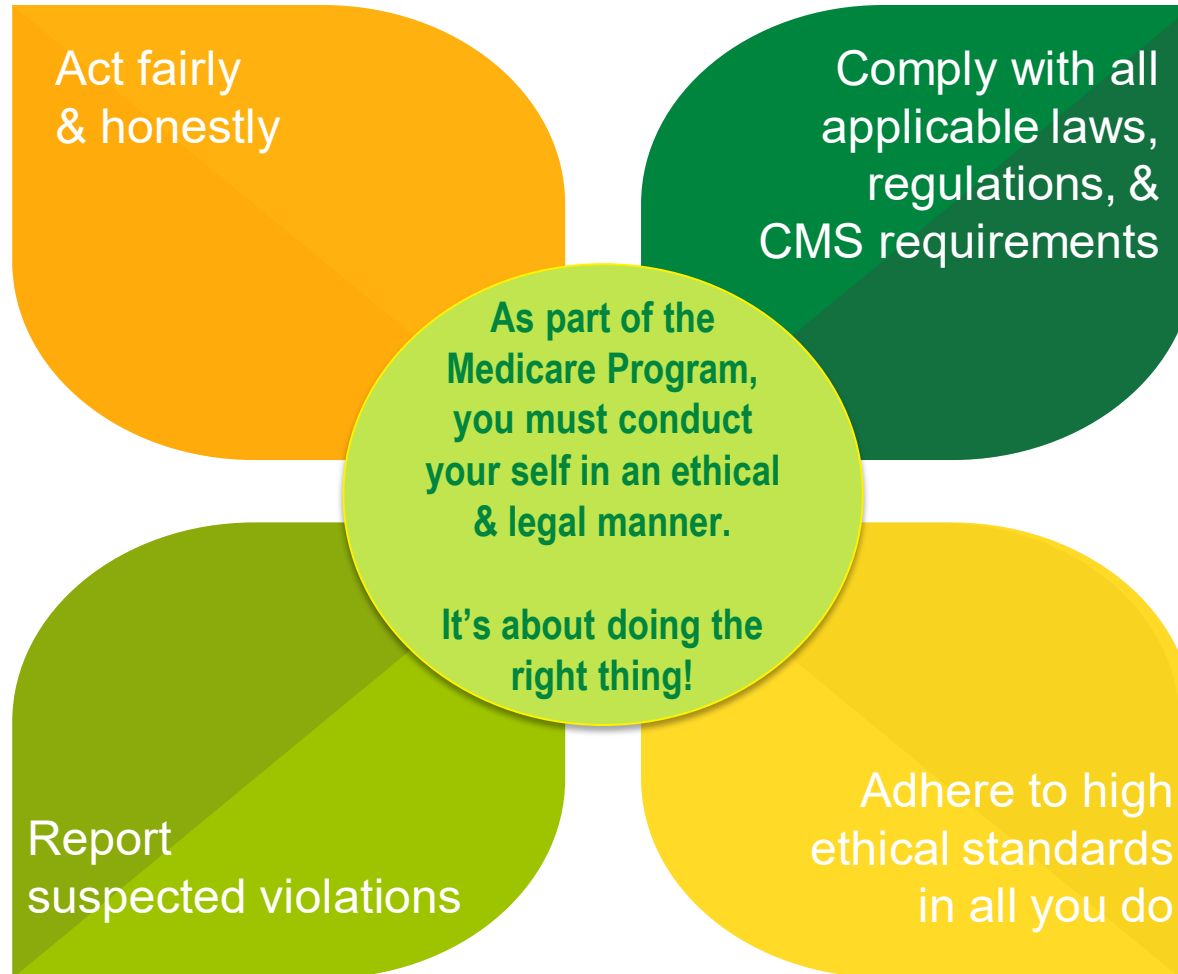 Act fairly
& honestly
Comply with all
applicable laws,
regulations, &
CMS requirements
As part of the
Medicare Program,
you must conduct
your self in an ethical
& legal manner.
It’s about doing the
right thing!
Report
suspected violations
Adhere to high
ethical standards
in all you do